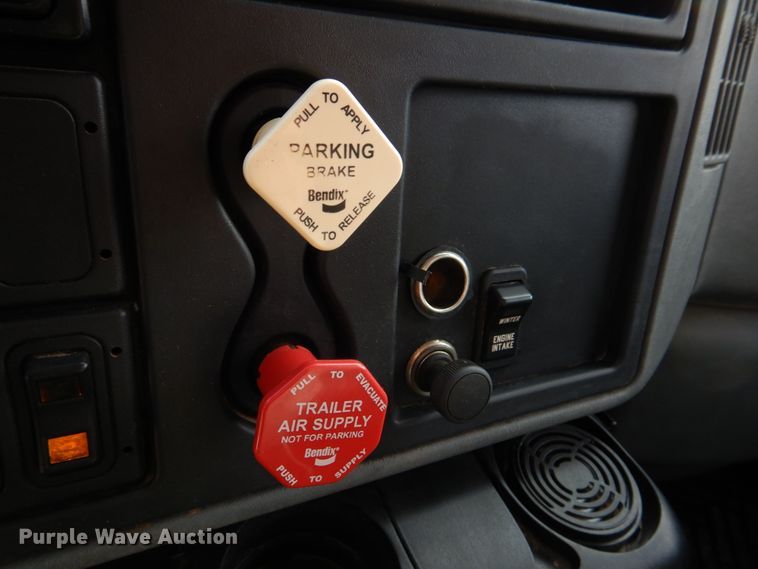 PULL TO APPLY
PARKING
BRAKE
Bendix
PUSH TO RELEASE
WINTER
ENGINE
INTAKE
PULL TO EVACUATE
TRAILER
AIR SUPPLY
NOT FOR PARKING
Bendix
PUSH TO SUPPLY
Purple Wave Auction